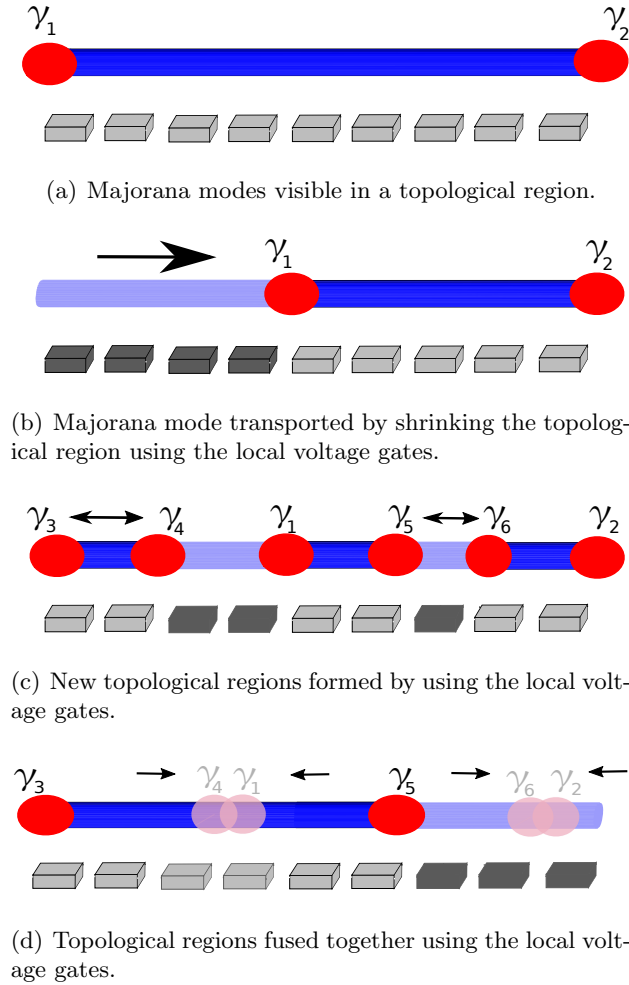 γ₁ γ₂
(a) Majorana modes visible in a topological region.
γ₁ γ₂
(b) Majorana mode transported by shrinking the topolog-
ical region using the local voltage gates.
γ₃ γ₄ γ₁ γ₅ γ₆ γ₂
(c) New topological regions formed by using the local volt-
age gates.
γ₃ γ₄ γ₁ γ₅ γ₆ γ₂
(d) Topological regions fused together using the local volt-
age gates.